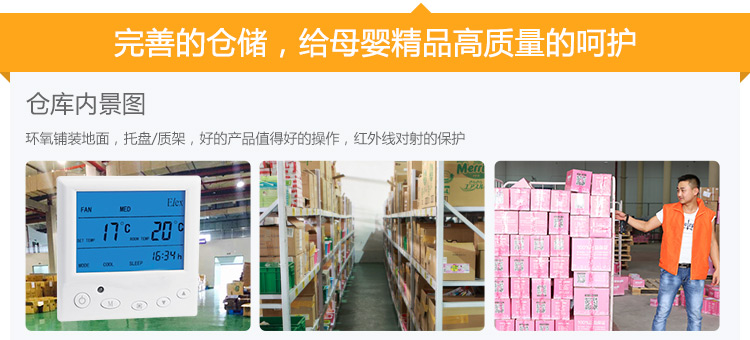 完善的仓储，给母婴精品高质量的呵护
仓库内景图
环氧铺装地面，托盘/质架，好的产品值得好的操作，红外线对射的保护
FAN MED Elex
SET TEMP 17°C ROOM TEMP 20°C
MODE COOL SLEEP 16:34h
M
Merri